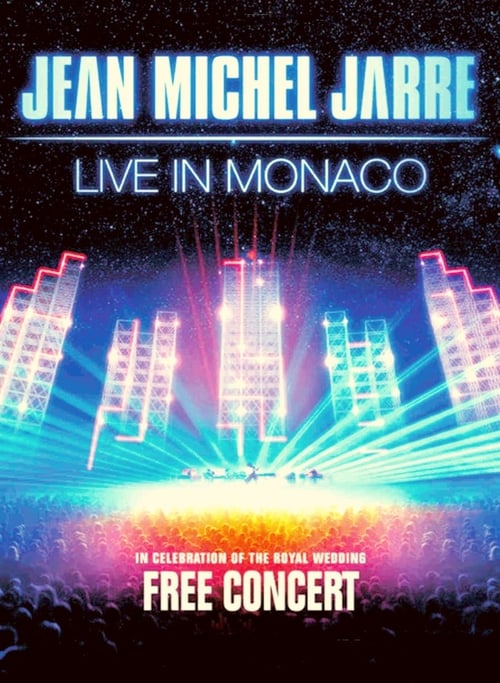 JEAN MICHEL JARRE
LIVE IN MONACO
IN CELEBRATION OF THE ROYAL WEDDING
FREE CONCERT